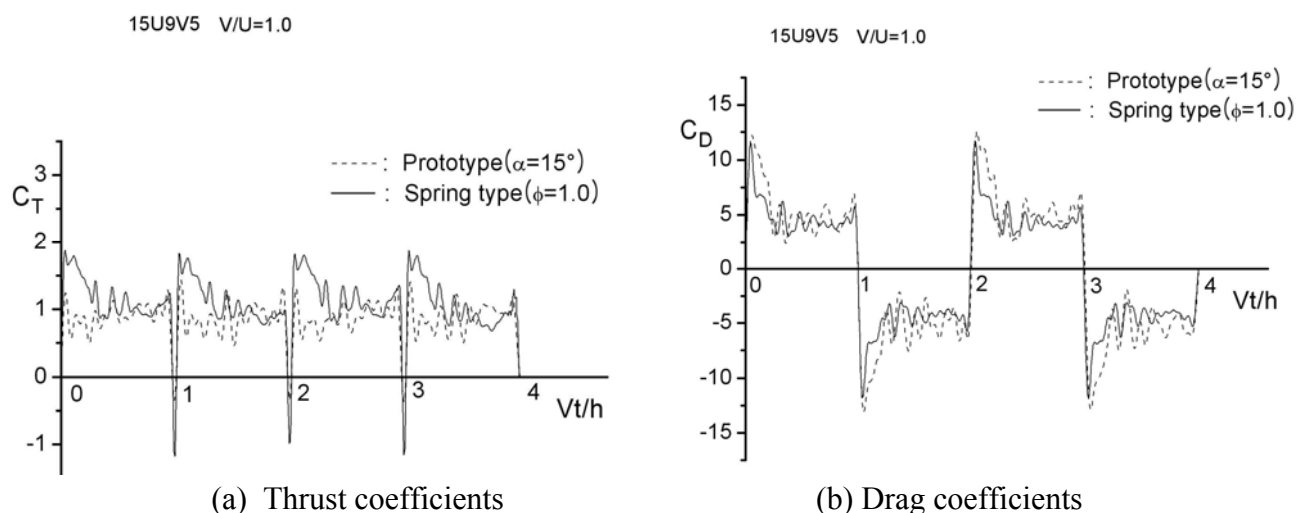 15U9V5 V/U=1.0
3
2
1
0
-1
C_T
0 1 2 3 4
Vt/h
-----: Prototype(α=15°)
——: Spring type(ϕ=1.0)
(a) Thrust coefficients
15U9V5 V/U=1.0
15
10
5
0
-5
-10
-15
C_D
0 1 2 3 4
Vt/h
-----: Prototype(α=15°)
——: Spring type(ϕ=1.0)
(b) Drag coefficients